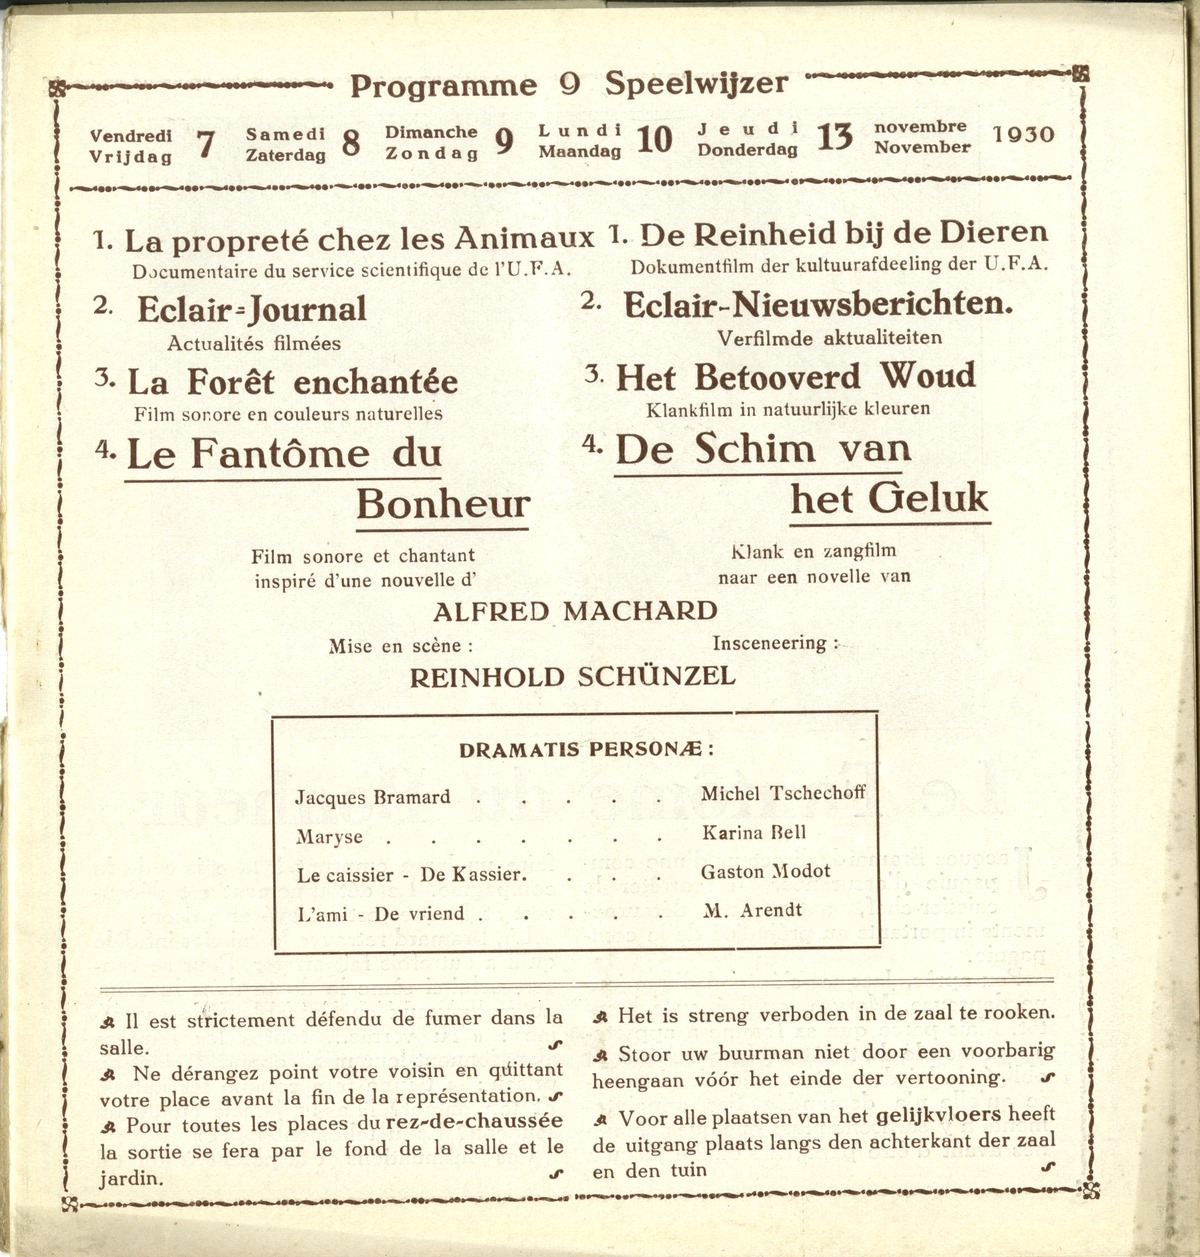 Programme 9 Speelwijzer
Vendredi 7 Samedi 8 Dimanche 9 Lundi 10 Jeudi 13 novembre 1930
Vrijdag Zaterdag Zondag Maandag Donderdag November
1. La propreté chez les Animaux
Documentaire du service scientifique de l'U.F.A.
2. Eclair-Journal
Actualités filmées
3. La Forêt enchantée
Film sonore en couleurs naturelles
4. Le Fantôme du
Bonheur
Film sonore et chantant
inspiré d'une nouvelle d'
1. De Reinheid bij de Dieren
Dokumentfilm der kultuurafdeeling der U.F.A.
2. Eclair-Nieuwsberichten.
Verfilmde aktualiteiten
3. Het Betooverd Woud
Klankfilm in natuurlijke kleuren
4. De Schim van
het Geluk
Klank en zangfilm
naar een novelle van
ALFRED MACHARD
Mise en scène : Insceneering :
REINHOLD SCHÜNZEL
DRAMATIS PERSONÆ :
Jacques Bramard . . . . . Michel Tschechoff
Maryse . . . . . . . Karina Bell
Le caissier - De Kassier. . . . Gaston Modot
L'ami - De vriend . . . . . M. Arendt
Il est strictement défendu de fumer dans la
salle.
Ne dérangez point votre voisin en quittant
votre place avant la fin de la représentation.
Pour toutes les places du rez-de-chaussée
la sortie se fera par le fond de la salle et le
jardin.
Het is streng verboden in de zaal te rooken.
Stoor uw buurman niet door een voorbarig
heengaan vóór het einde der vertooning.
Voor alle plaatsen van het gelijkvloers heeft
de uitgang plaats langs den achterkant der zaal
en den tuin